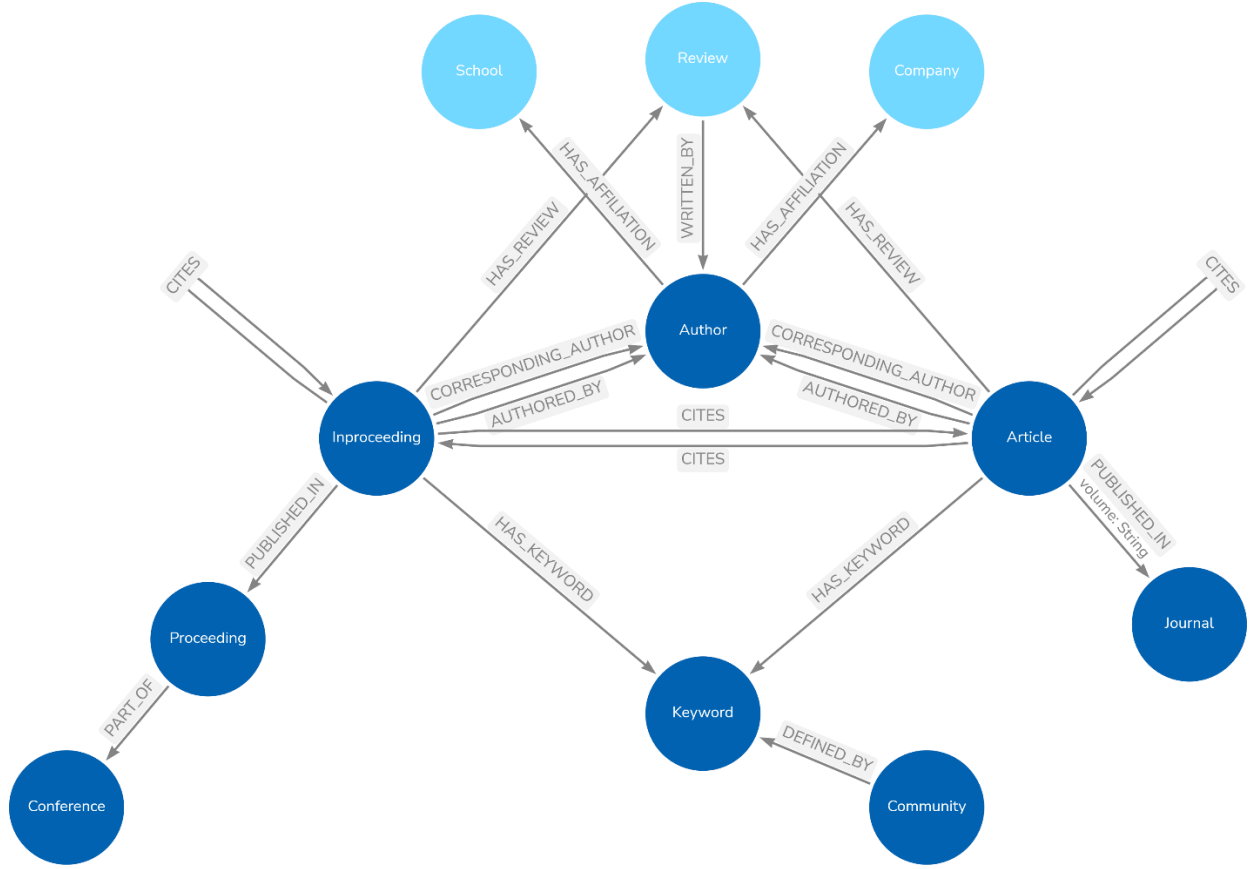 School
Review
Company
HAS_AFFILIATION
WRITTEN_BY
HAS_AFFILIATION
HAS_REVIEW
HAS_REVIEW
CITES
CITES
Author
CORRESPONDING_AUTHOR
CORRESPONDING_AUTHOR
AUTHORED_BY
AUTHORED_BY
CITES
Inproceeding
Article
CITES
PUBLISHED_IN
PUBLISHED_IN
volume: String
HAS_KEYWORD
HAS_KEYWORD
Proceeding
Journal
PART_OF
Keyword
DEFINED_BY
Conference
Community